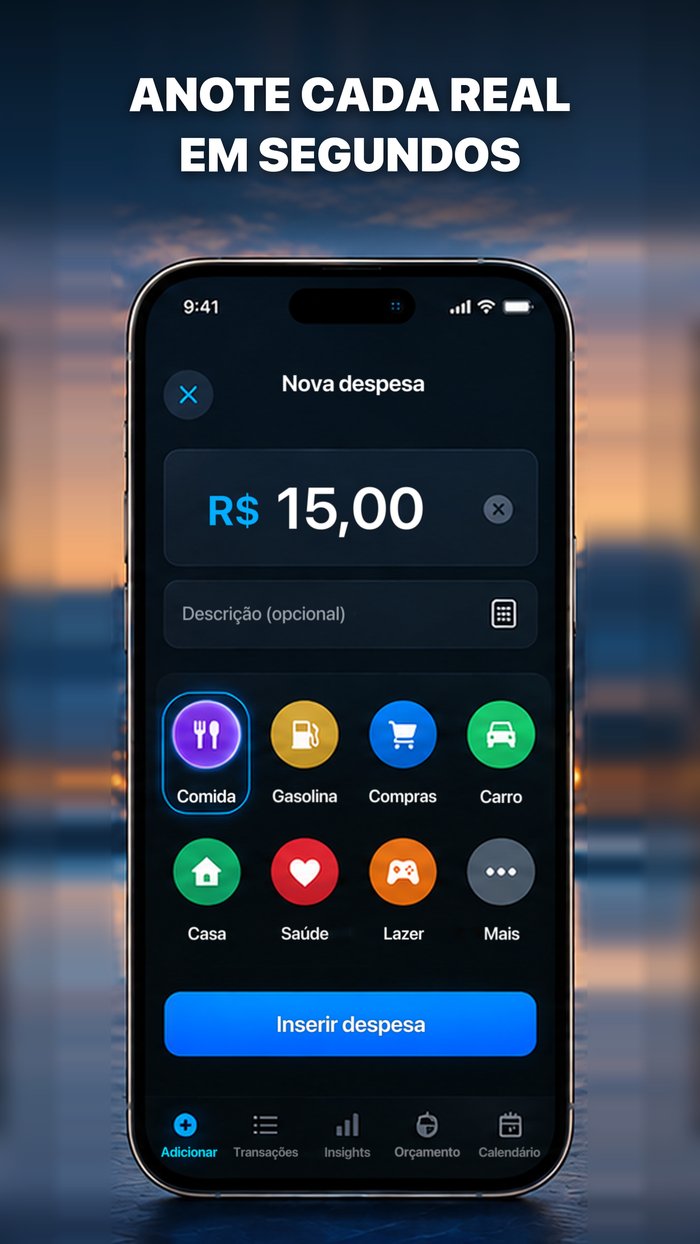 ANOTE CADA REAL
EM SEGUNDOS
9:41
Nova despesa
R$ 15,00
Descrição (opcional)
Comida Gasolina Compras Carro
Casa Saúde Lazer Mais
Inserir despesa
Adicionar Transações Insights Orçamento Calendário